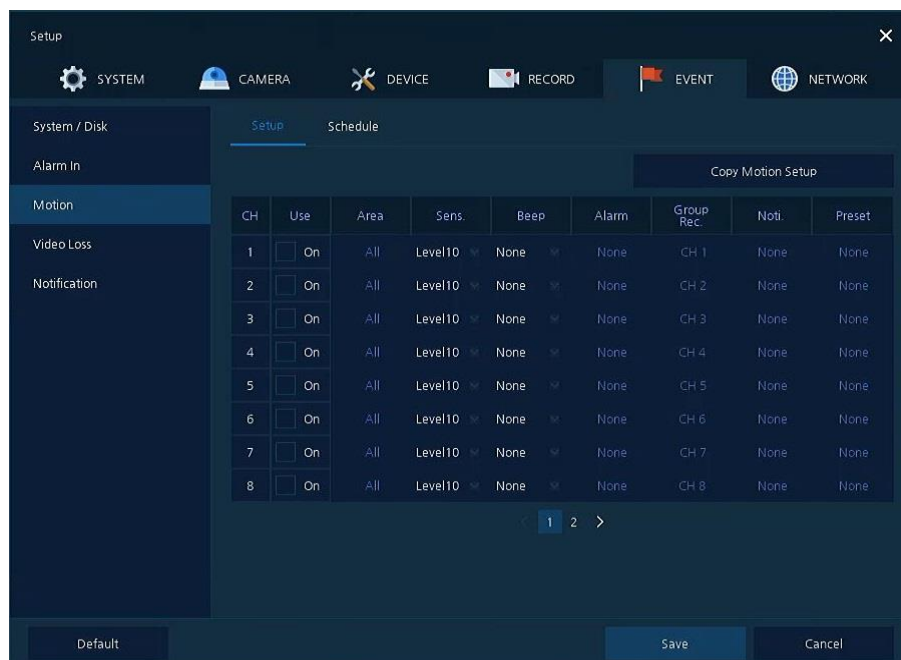 Setup
SYSTEM CAMERA DEVICE RECORD EVENT NETWORK
System / Disk
Alarm In
Motion
Video Loss
Notification
Setup Schedule
Copy Motion Setup
CH Use Area Sens. Beep Alarm Group Rec. Noti. Preset
1 On All Level10 None None CH 1 None None
2 On All Level10 None None CH 2 None None
3 On All Level10 None None CH 3 None None
4 On All Level10 None None CH 4 None None
5 On All Level10 None None CH 5 None None
6 On All Level10 None None CH 6 None None
7 On All Level10 None None CH 7 None None
8 On All Level10 None None CH 8 None None
1 2
Default Save Cancel